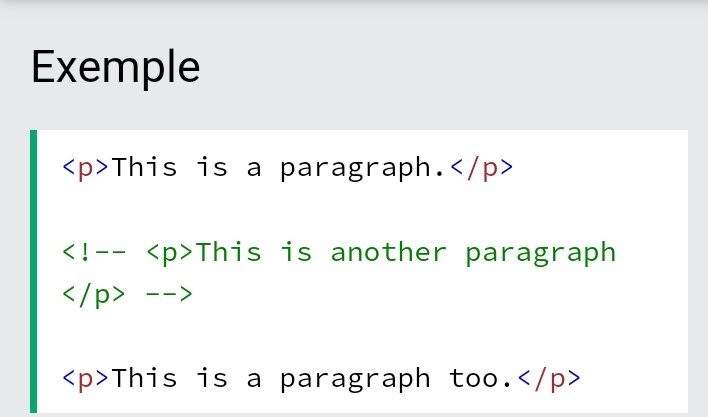 Exemple
<p>This is a paragraph.</p>
<!-- <p>This is another paragraph
</p> -->
<p>This is a paragraph too.</p>